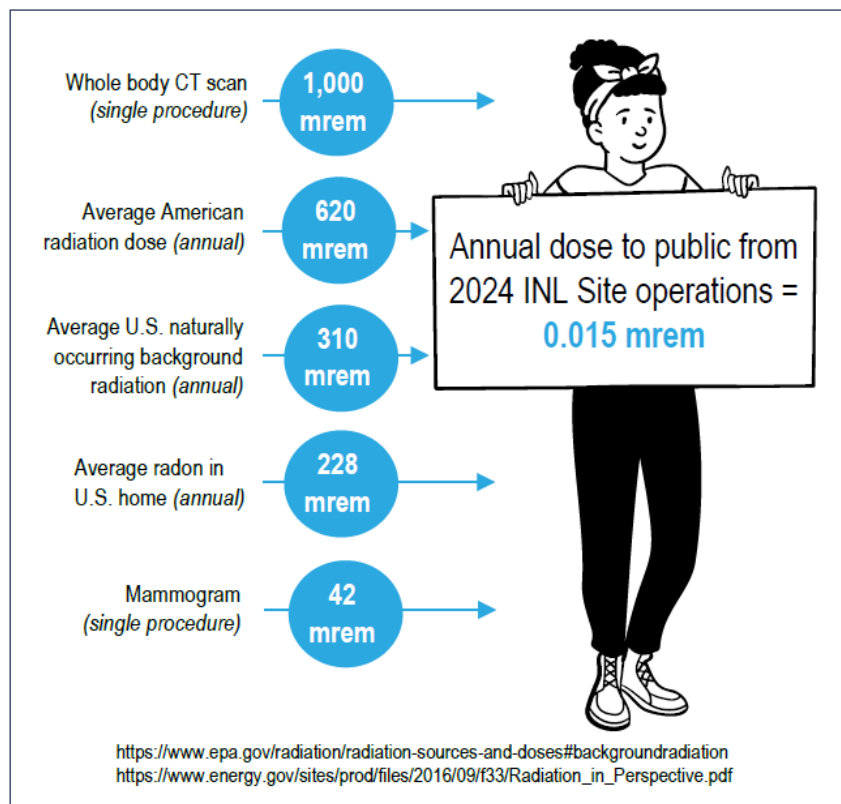 Whole body CT scan
(single procedure)
1,000
mrem
Average American
radiation dose (annual)
620
mrem
Average U.S. naturally
occurring background
radiation (annual)
310
mrem
Average radon in
U.S. home (annual)
228
mrem
Mammogram
(single procedure)
42
mrem
Annual dose to public from
2024 INL Site operations =
0.015 mrem
https://www.epa.gov/radiation/radiation-sources-and-doses#backgroundradiation
https://www.energy.gov/sites/prod/files/2016/09/f33/Radiation_in_Perspective.pdf